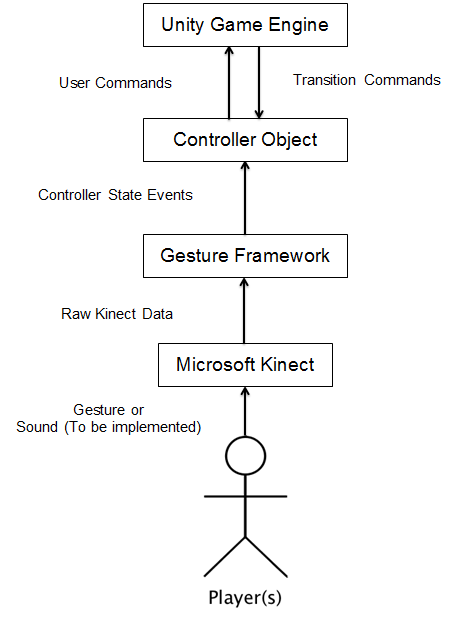 Unity Game Engine
User Commands
Transition Commands
Controller Object
Controller State Events
Gesture Framework
Raw Kinect Data
Microsoft Kinect
Gesture or
Sound (To be implemented)
Player(s)